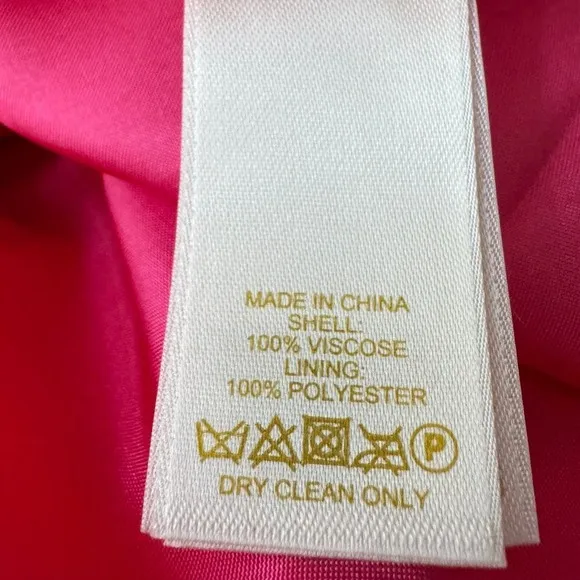 MADE IN CHINA
SHELL:
100% VISCOSE
LINING:
100% POLYESTER
P
DRY CLEAN ONLY